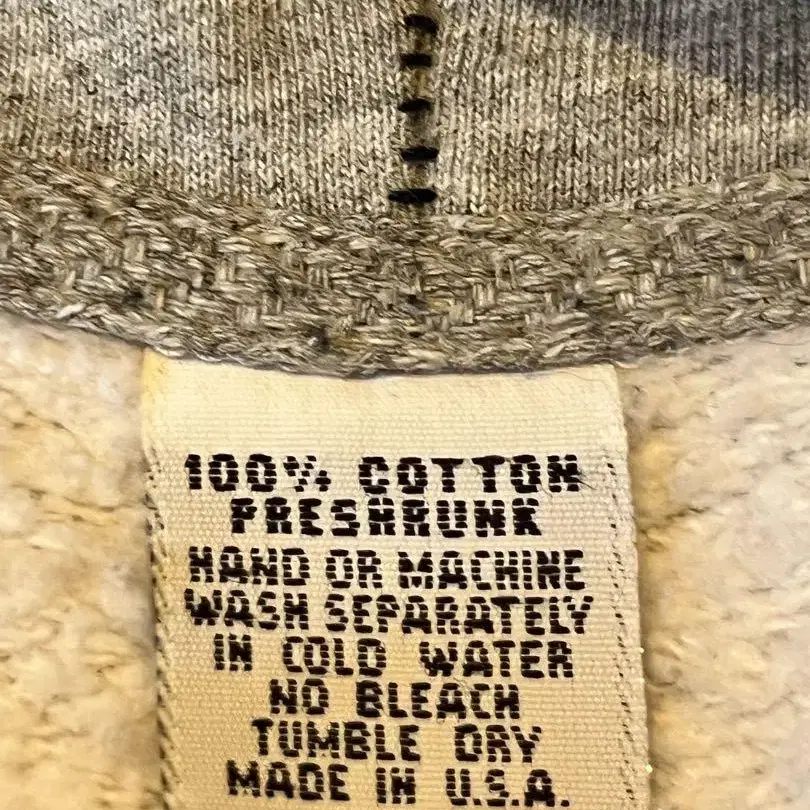 100% COTTON
PRESHRUNK
HAND OR MACHINE
WASH SEPARATELY
IN COLD WATER
NO BLEACH
TUMBLE DRY
MADE IN U.S.A.